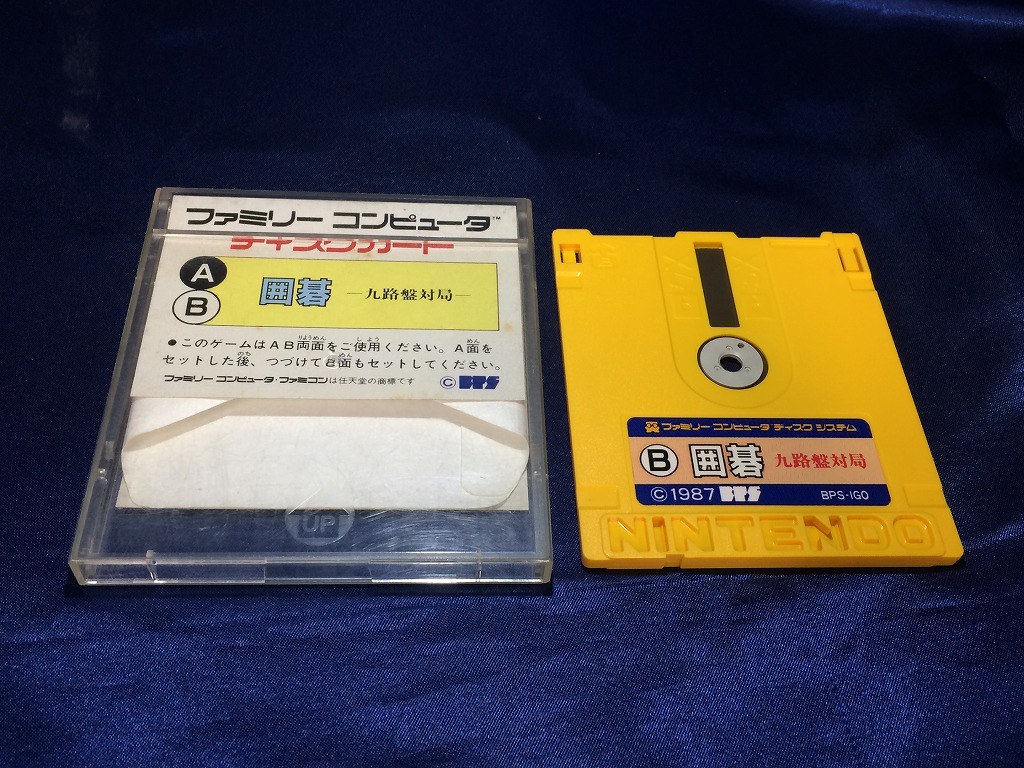 ファミリー コンピュータ™
ディスクカード
A
B
囲碁 —九路盤対局—
●このゲームはAB両面をご使用ください。A面を
セットした後、つづけてB面もセットしてください。
ファミリー コンピュータ・ファミコンは任天堂の商標です
© BPS
UP
ファミリー コンピュータ ディスク システム
B 囲碁 九路盤対局
©1987 BPS BPS-IGO
NINTENDO